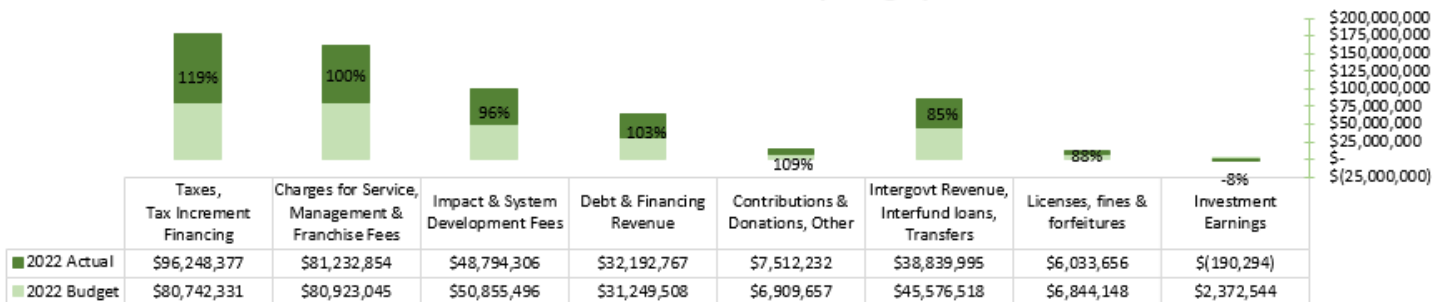 $200,000,000
$175,000,000
$150,000,000
$125,000,000
$100,000,000
$75,000,000
$50,000,000
$25,000,000
$-
$(25,000,000)
119%
100%
96%
103%
109%
85%
88%
-8%
Taxes,
Tax Increment
Financing
Charges for Service,
Management &
Franchise Fees
Impact & System
Development Fees
Debt & Financing
Revenue
Contributions &
Donations, Other
Intergovt Revenue,
Interfund loans,
Transfers
Licenses, fines &
forfeitures
Investment
Earnings
2022 Actual $96,248,377 $81,232,854 $48,794,306 $32,192,767 $7,512,232 $38,839,995 $6,033,656 $(190,294)
2022 Budget $80,742,331 $80,923,045 $50,855,496 $31,249,508 $6,909,657 $45,576,518 $6,844,148 $2,372,544